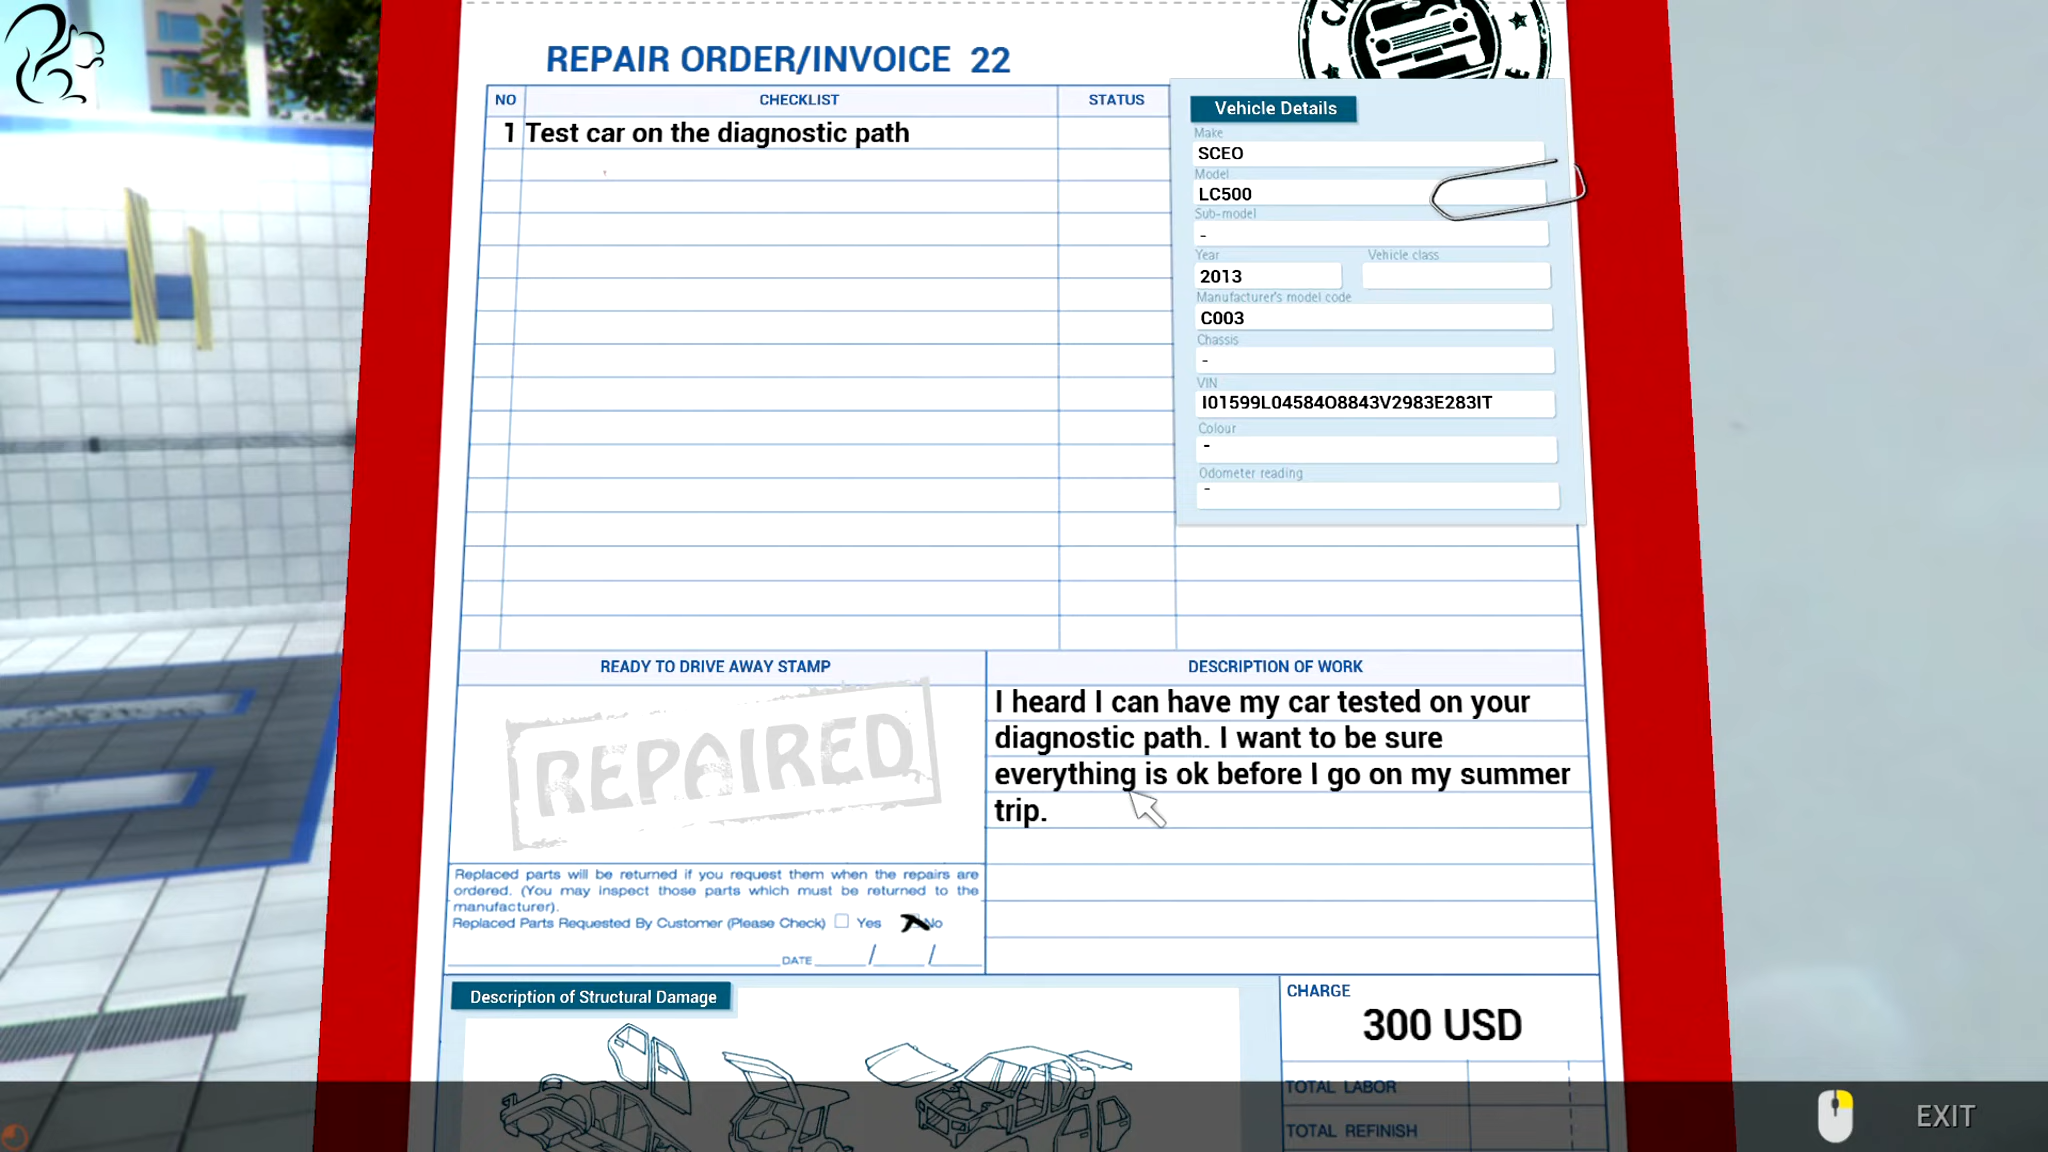 REPAIR ORDER/INVOICE 22
NO CHECKLIST STATUS
1 Test car on the diagnostic path
Vehicle Details
Make
SCEO
Model
LC500
Sub-model
-
Year Vehicle class
2013
Manufacturer's model code
C003
Chassis
-
VIN
I01599L04584O8843V2983E283IT
Colour
-
Odometer reading
-
READY TO DRIVE AWAY STAMP
REPAIRED
DESCRIPTION OF WORK
I heard I can have my car tested on your
diagnostic path. I want to be sure
everything is ok before I go on my summer
trip.
Replaced parts will be returned if you request them when the repairs are
ordered. (You may inspect those parts which must be returned to the
manufacturer).
Replaced Parts Requested By Customer (Please Check) Yes No
DATE / /
Description of Structural Damage
CHARGE
300 USD
TOTAL LABOR
TOTAL REFINISH
EXIT